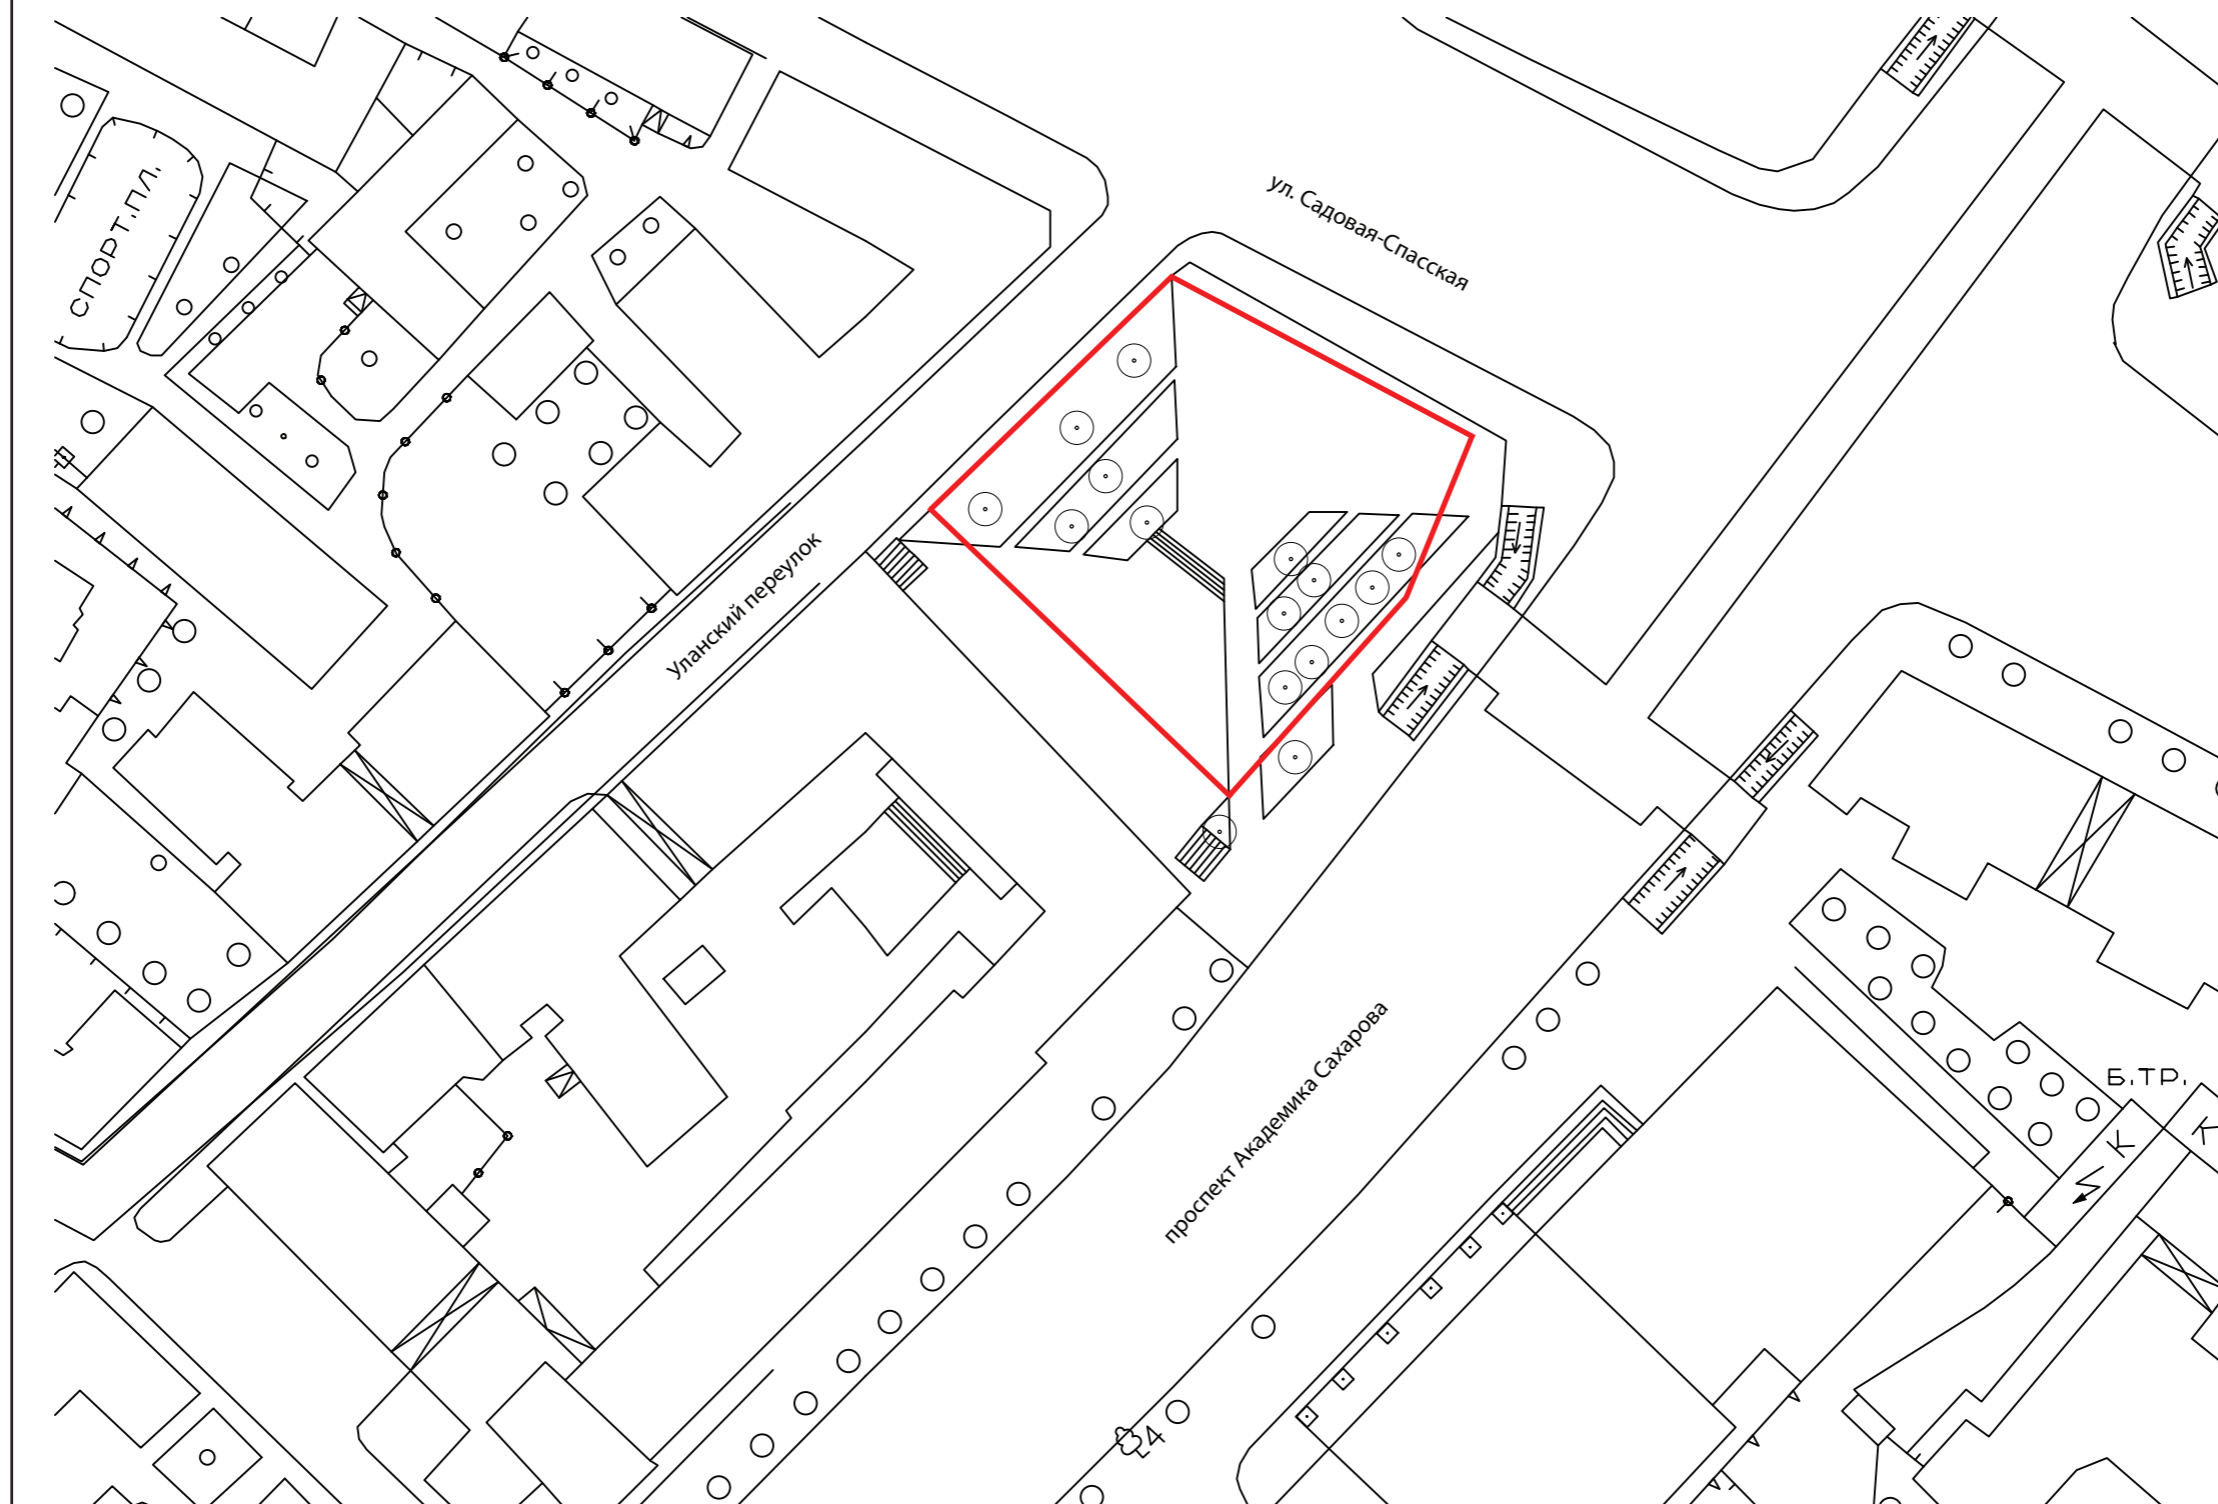 ул. Садовая-Спасская
СПОРТ.ПЛ.
Уланский переулок
проспект Академика Сахарова
Б.ТР.
К
К